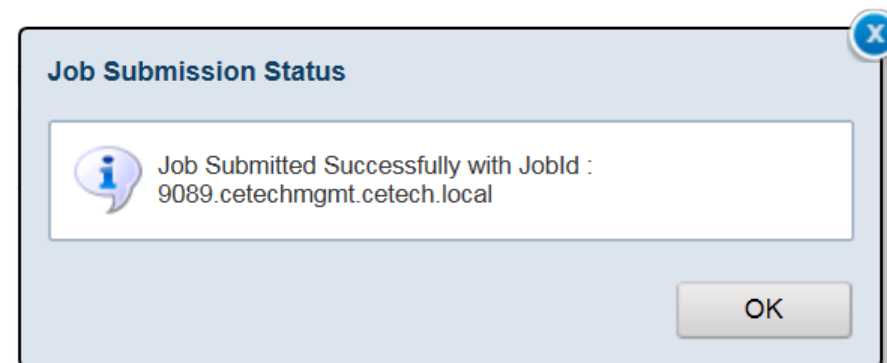 X
Job Submission Status
Job Submitted Successfully with JobId :
9089.cetechmgmt.cetech.local
OK